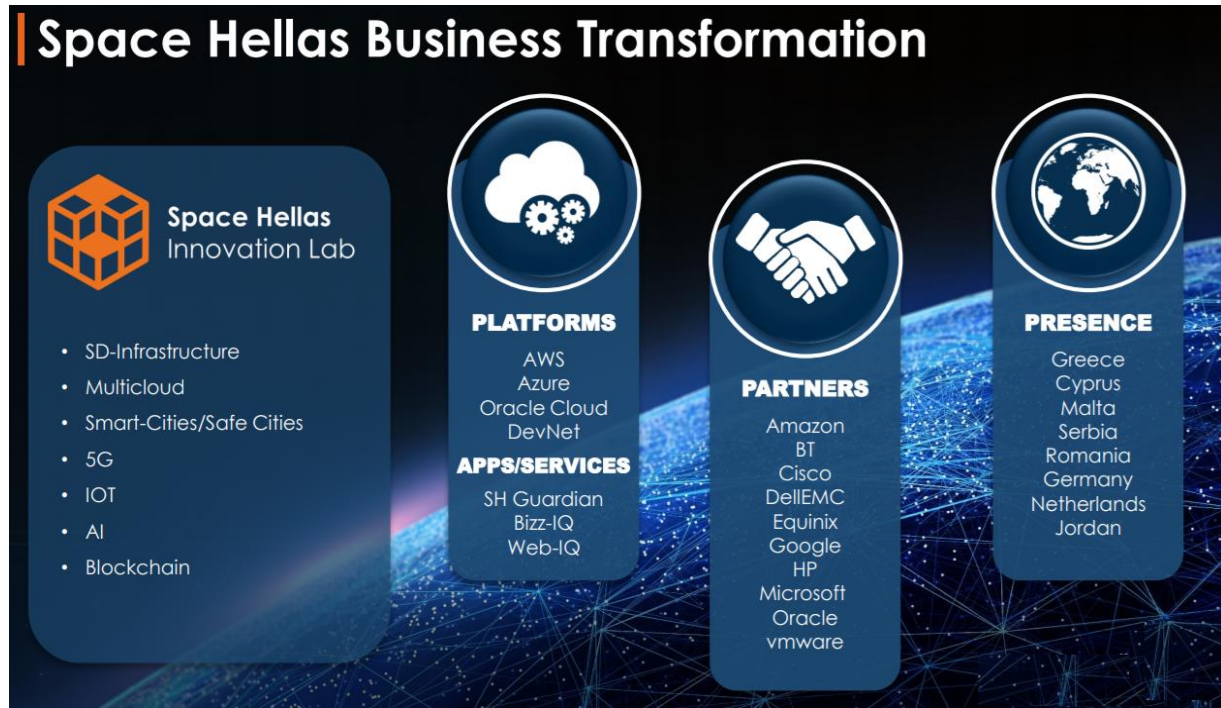 Space Hellas Business Transformation
Space Hellas
Innovation Lab
• SD-Infrastructure
• Multicloud
• Smart-Cities/Safe Cities
• 5G
• IOT
• AI
• Blockchain
PLATFORMS
AWS
Azure
Oracle Cloud
DevNet
APPS/SERVICES
SH Guardian
Bizz-IQ
Web-IQ
PARTNERS
Amazon
BT
Cisco
DellEMC
Equinix
Google
HP
Microsoft
Oracle
vmware
PRESENCE
Greece
Cyprus
Malta
Serbia
Romania
Germany
Netherlands
Jordan